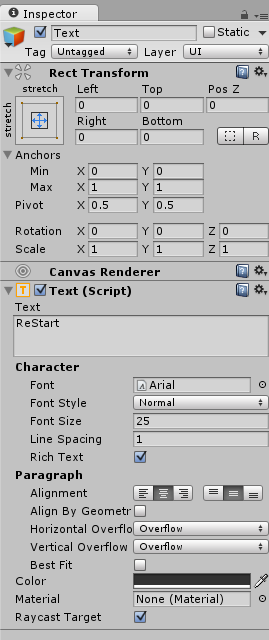 Inspector
Text Static
Tag Untagged Layer UI
Rect Transform
stretch Left Top Pos Z
stretch 0 0 0
Right Bottom
0 0 R
Anchors
Min X 0 Y 0
Max X 1 Y 1
Pivot X 0.5 Y 0.5
Rotation X 0 Y 0 Z 0
Scale X 1 Y 1 Z 1
Canvas Renderer
T Text (Script)
Text
ReStart
Character
Font Arial
Font Style Normal
Font Size 25
Line Spacing 1
Rich Text
Paragraph
Alignment
Align By Geometr
Horizontal Overflo Overflow
Vertical Overflow Overflow
Best Fit
Color
Material None (Material)
Raycast Target